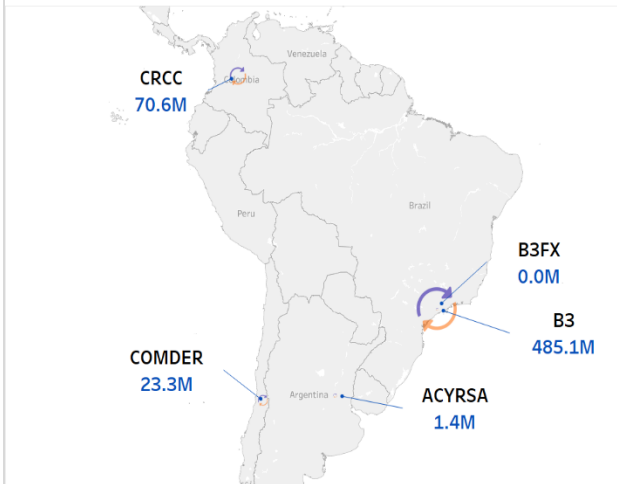 Venezuela
CRCC
Colombia
70.6M
Peru
Brazil
B3FX
0.0M
B3
485.1M
COMDER
23.3M
Argentina
ACYRSA
1.4M